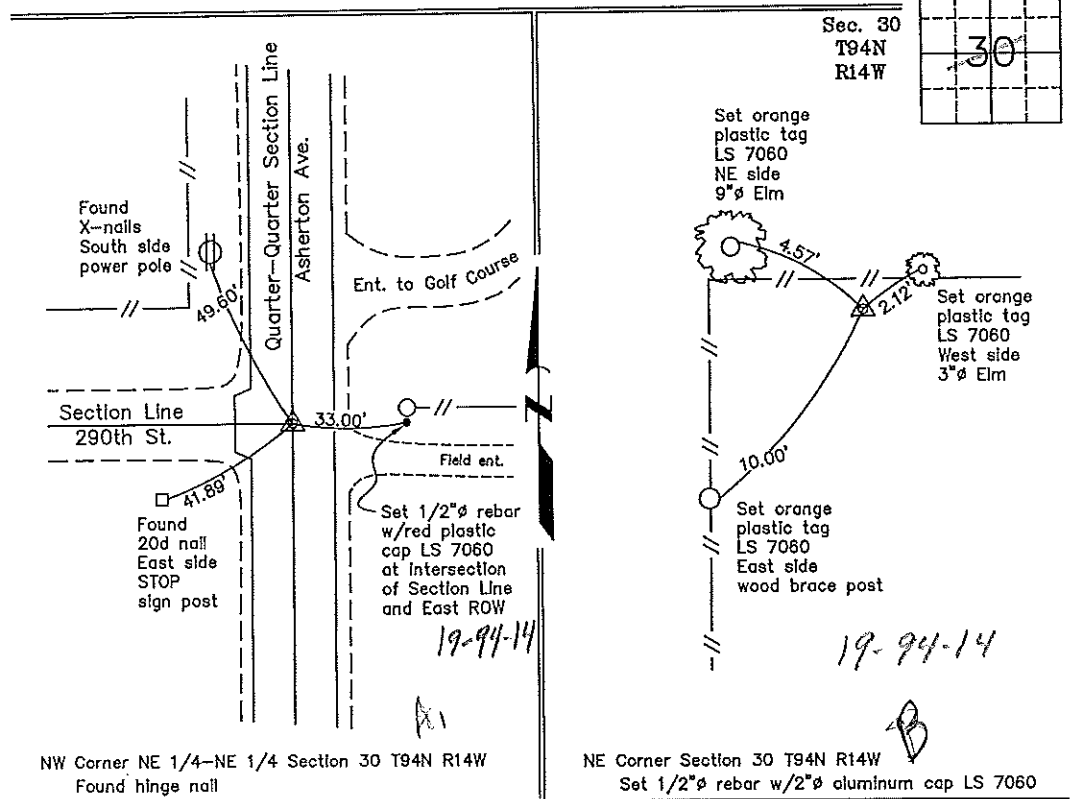 Sec. 30
T94N
R14W
30
Quarter-Quarter Section Line
Asherton Ave.
Found
X-nails
South side
power pole
49.60'
Ent. to Golf Course
Section Line
290th St.
33.00'
Field ent.
41.89'
Found
20d nail
East side
STOP
sign post
Set 1/2"ø rebar
w/red plastic
cap LS 7060
at intersection
of Section Line
and East ROW
19-94-14
NW Corner NE 1/4-NE 1/4 Section 30 T94N R14W
Found hinge nail
Set orange
plastic tag
LS 7060
NE side
9"ø Elm
4.57'
2.12'
Set orange
plastic tag
LS 7060
West side
3"ø Elm
10.00'
Set orange
plastic tag
LS 7060
East side
wood brace post
19-94-14
B
NE Corner Section 30 T94N R14W
Set 1/2"ø rebar w/2"ø aluminum cap LS 7060